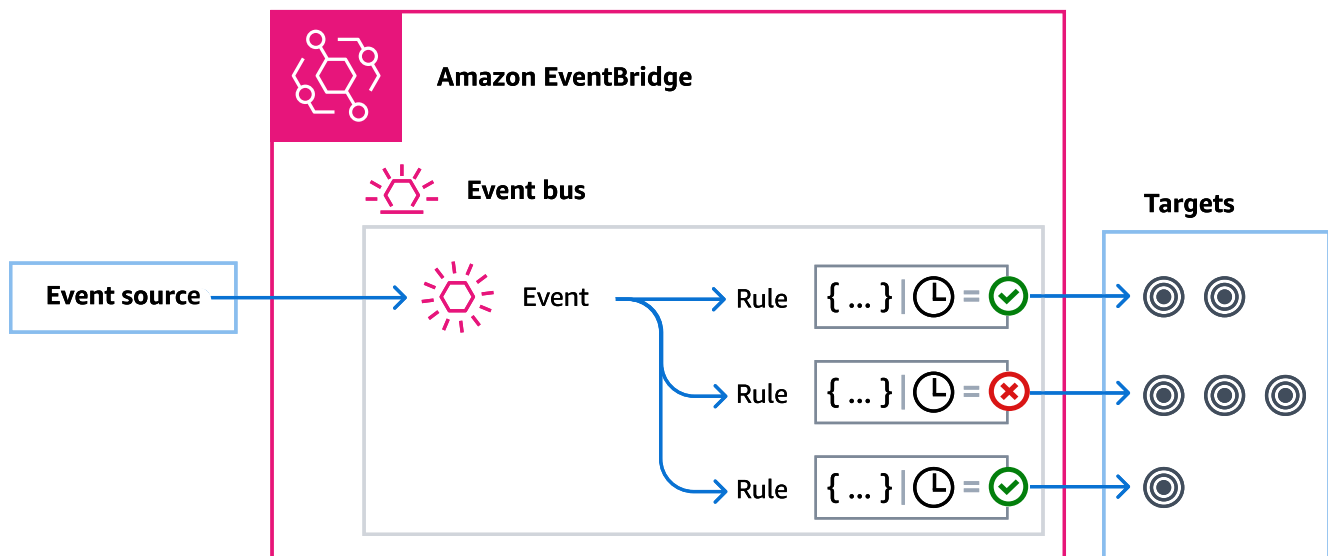 Amazon EventBridge
Event bus
Targets
Event source
Event
Rule
{ ... } | =
Rule
{ ... } | =
Rule
{ ... } | =